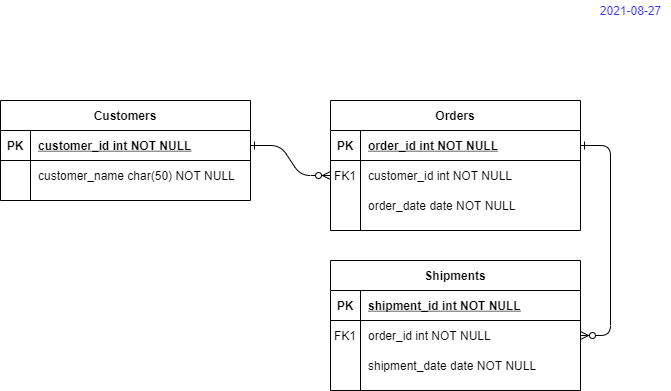 2021-08-27
Customers
PK customer_id int NOT NULL
customer_name char(50) NOT NULL
Orders
PK order_id int NOT NULL
FK1 customer_id int NOT NULL
order_date date NOT NULL
Shipments
PK shipment_id int NOT NULL
FK1 order_id int NOT NULL
shipment_date date NOT NULL